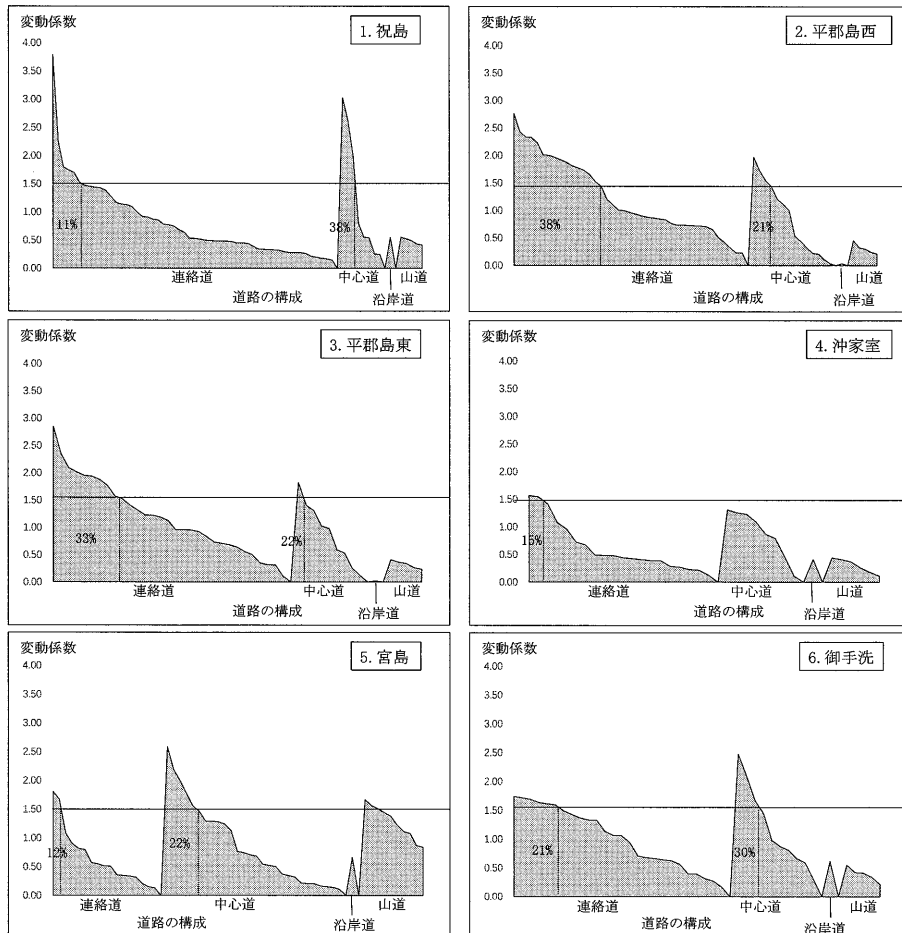 変動係数
1. 祝島
4.00
3.50
3.00
2.50
2.00
1.50
1.00
0.50
0.00
11%
38%
連絡道
中心道
山道
道路の構成
沿岸道
変動係数
2. 平郡島西
4.00
3.50
3.00
2.50
2.00
1.50
1.00
0.50
0.00
38%
21%
連絡道
中心道
山道
道路の構成
沿岸道
変動係数
3. 平郡島東
4.00
3.50
3.00
2.50
2.00
1.50
1.00
0.50
0.00
33%
22%
連絡道
中心道
山道
道路の構成
沿岸道
変動係数
4. 沖家室
4.00
3.50
3.00
2.50
2.00
1.50
1.00
0.50
0.00
15%
連絡道
中心道
山道
道路の構成
沿岸道
変動係数
5. 宮島
4.00
3.50
3.00
2.50
2.00
1.50
1.00
0.50
0.00
12%
22%
連絡道
中心道
山道
道路の構成
沿岸道
変動係数
6. 御手洗
4.00
3.50
3.00
2.50
2.00
1.50
1.00
0.50
0.00
21%
30%
連絡道
中心道
山道
道路の構成
沿岸道